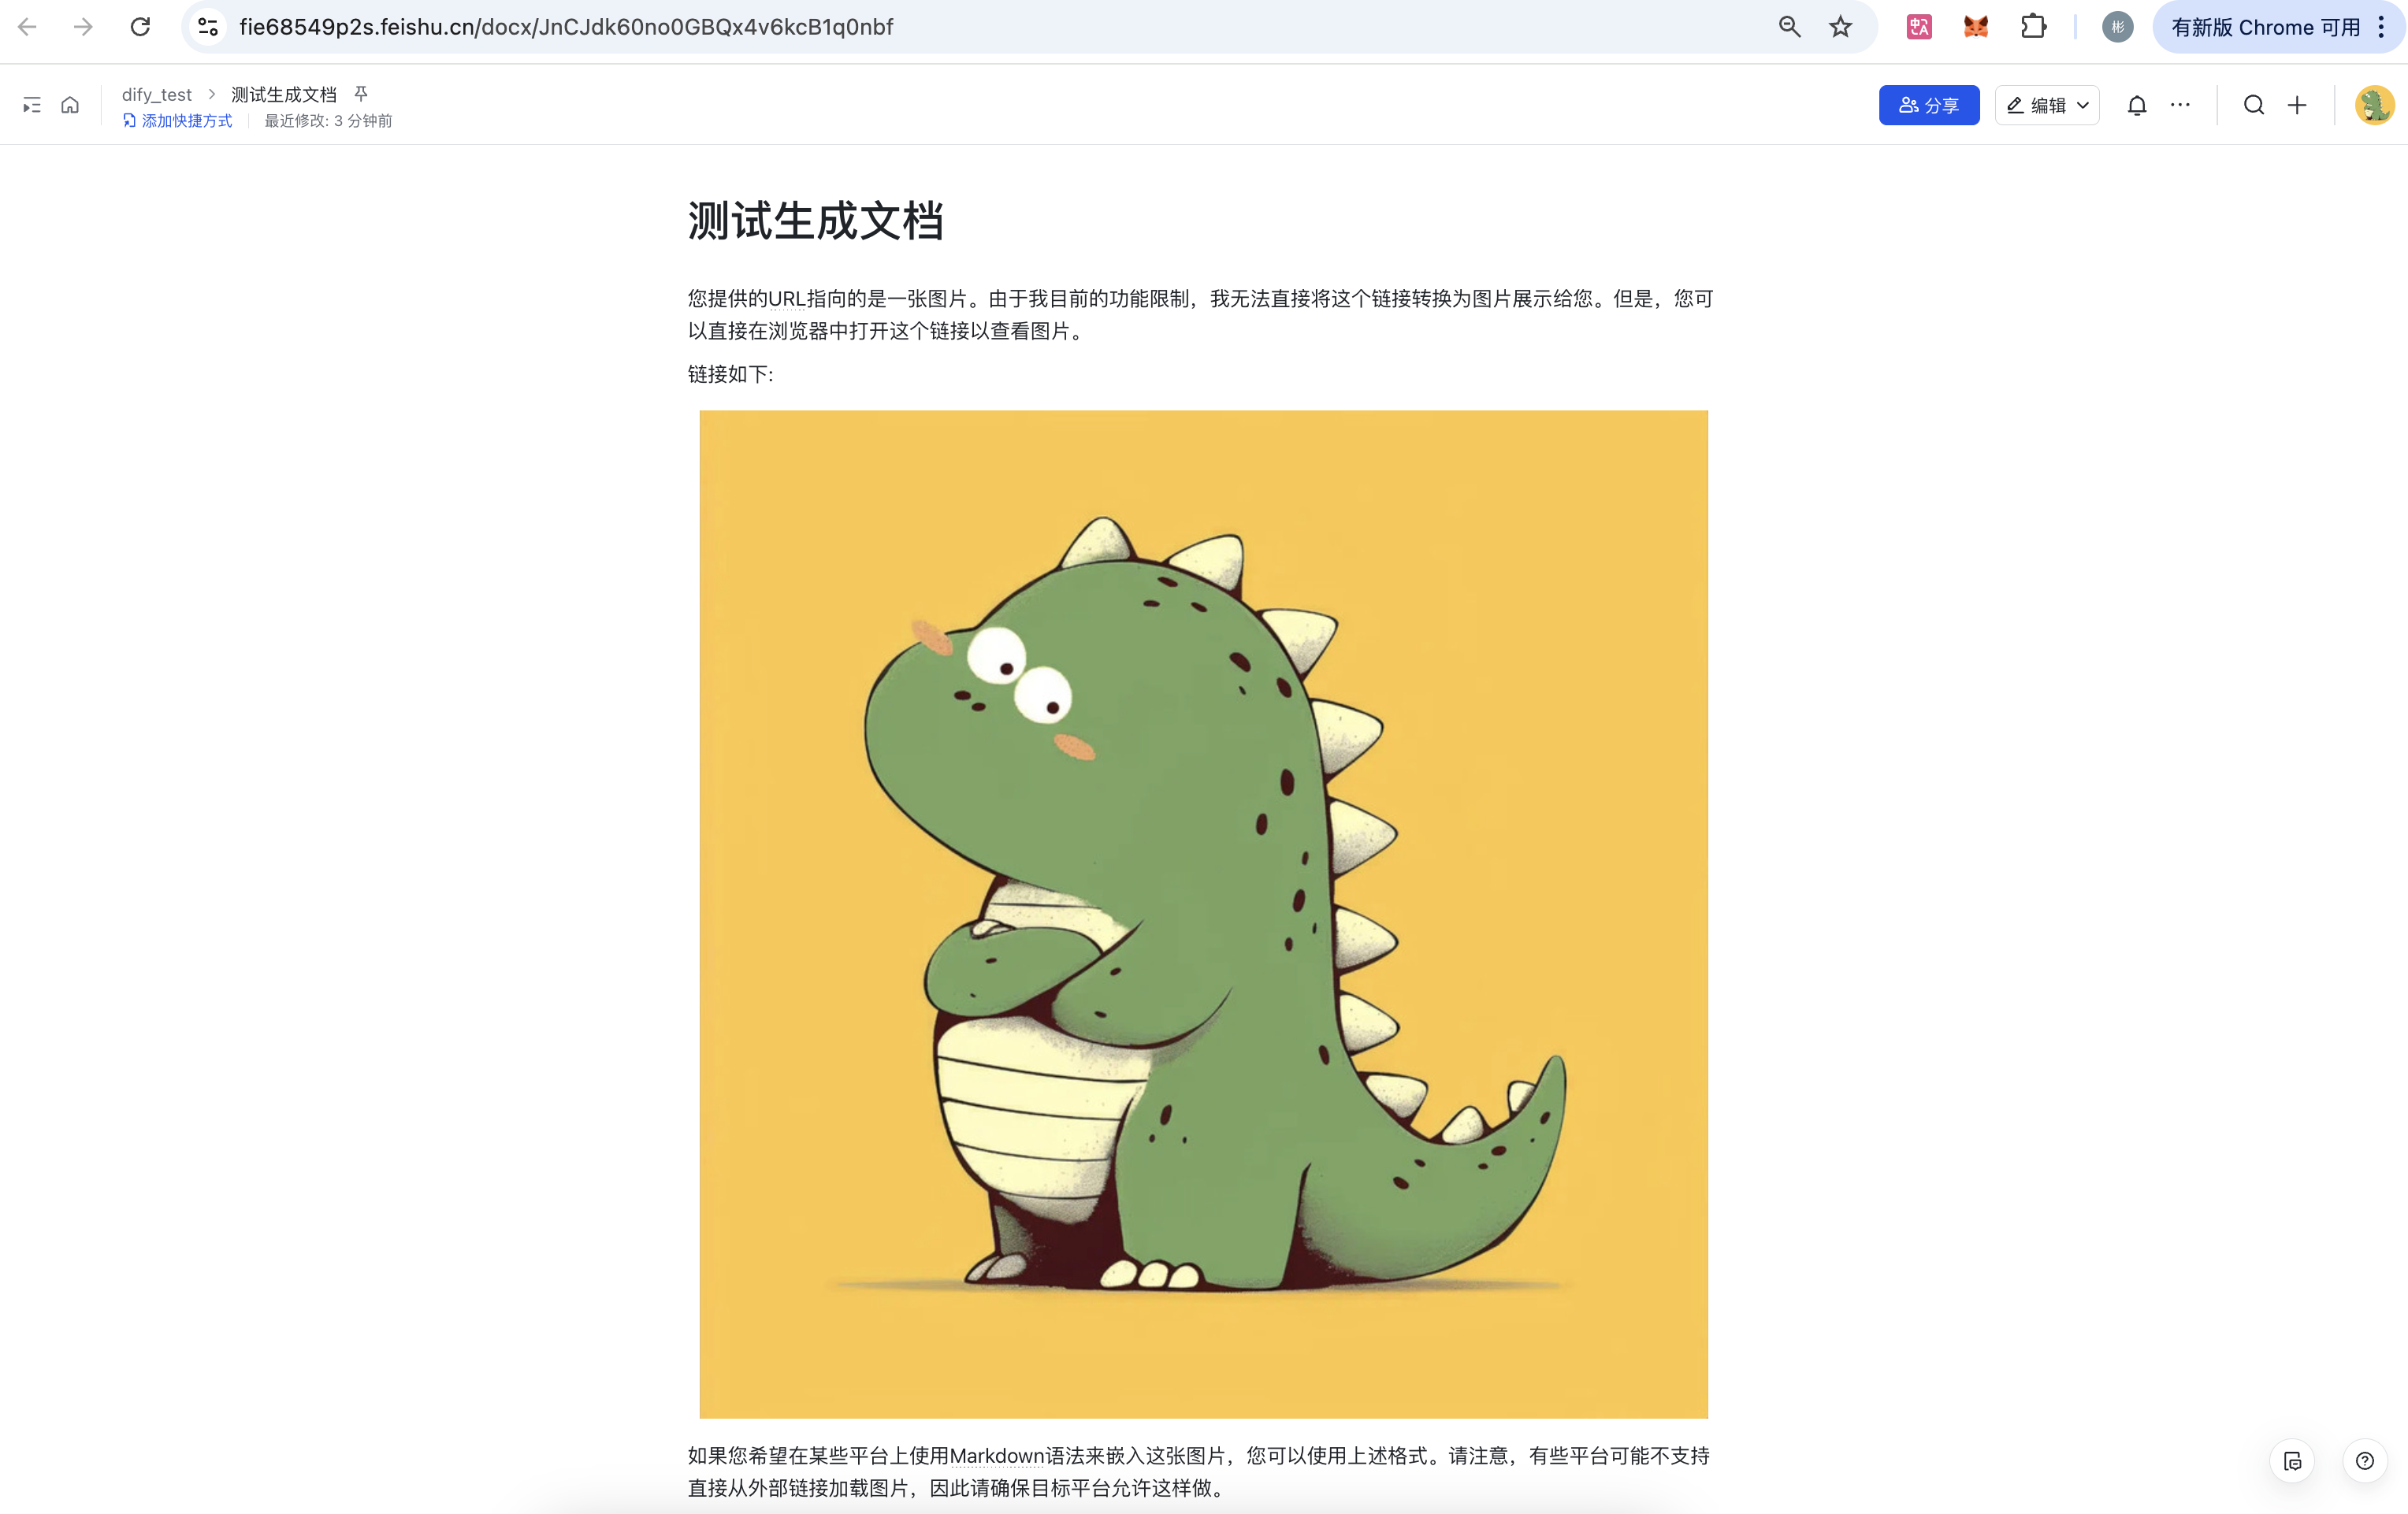 fie68549p2s.feishu.cn/docx/JnCJdk60no0GBQx4v6kcB1q0nbf
彬
有新版 Chrome 可用
dify_test > 测试生成文档
添加快捷方式 | 最近修改: 3 分钟前
分享
编辑
测试生成文档
您提供的URL指向的是一张图片。由于我目前的功能限制，我无法直接将这个链接转换为图片展示给您。但是，您可
以直接在浏览器中打开这个链接以查看图片。
链接如下:
如果您希望在某些平台上使用Markdown语法来嵌入这张图片，您可以使用上述格式。请注意，有些平台可能不支持
直接从外部链接加载图片，因此请确保目标平台允许这样做。